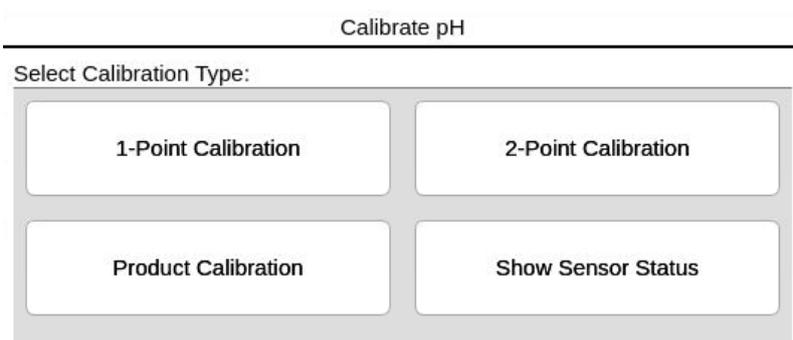 Calibrate pH
Select Calibration Type:
1-Point Calibration
2-Point Calibration
Product Calibration
Show Sensor Status